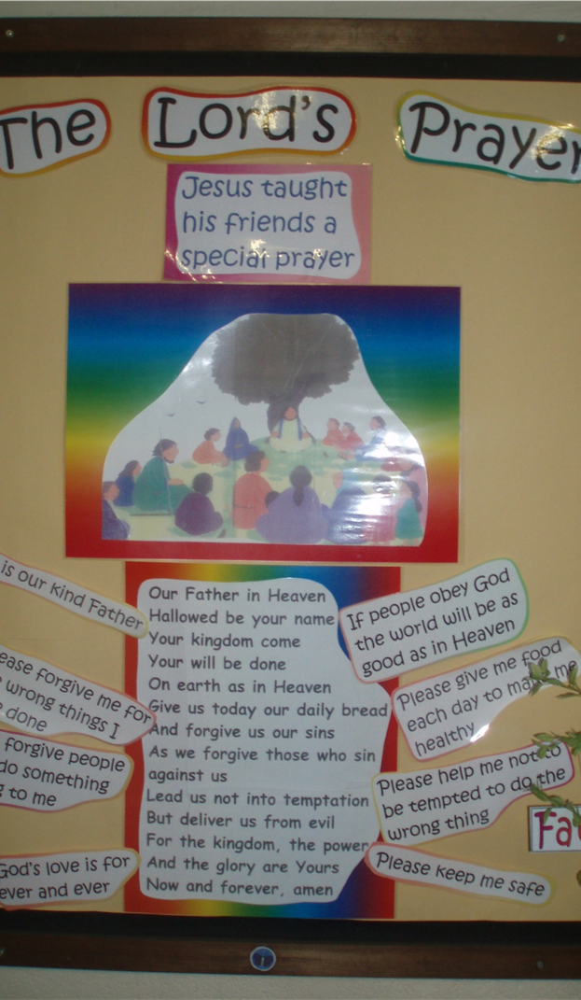 The Lord's Prayer
Jesus taught
his friends a
special prayer
is our kind Father
ease forgive me for
wrong things I
done
forgive people
do something
to me
God's love is for
ever and ever
Our Father in Heaven
Hallowed be your name
Your kingdom come
Your will be done
On earth as in Heaven
Give us today our daily bread
And forgive us our sins
As we forgive those who sin
against us
Lead us not into temptation
But deliver us from evil
For the kingdom, the power
And the glory are Yours
Now and forever, amen
If people obey God
the world will be as
good as in Heaven
Please give me food
each day to make me
healthy
Please help me not to
be tempted to do the
wrong thing
Please keep me safe